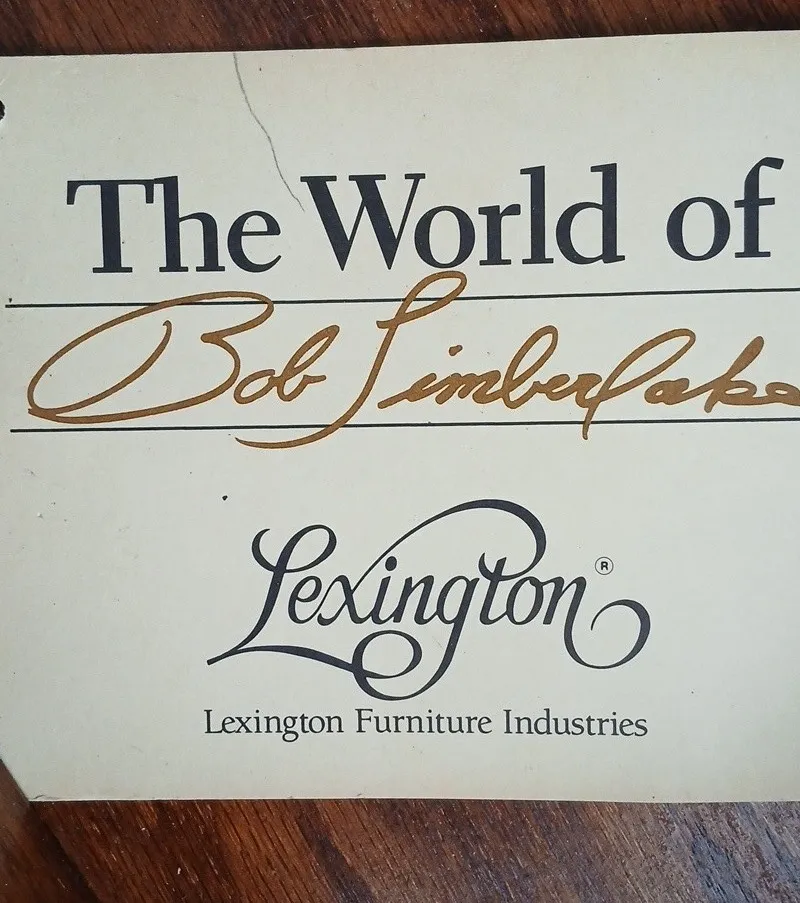 The World of
Bob Timberlake
Lexington®
Lexington Furniture Industries